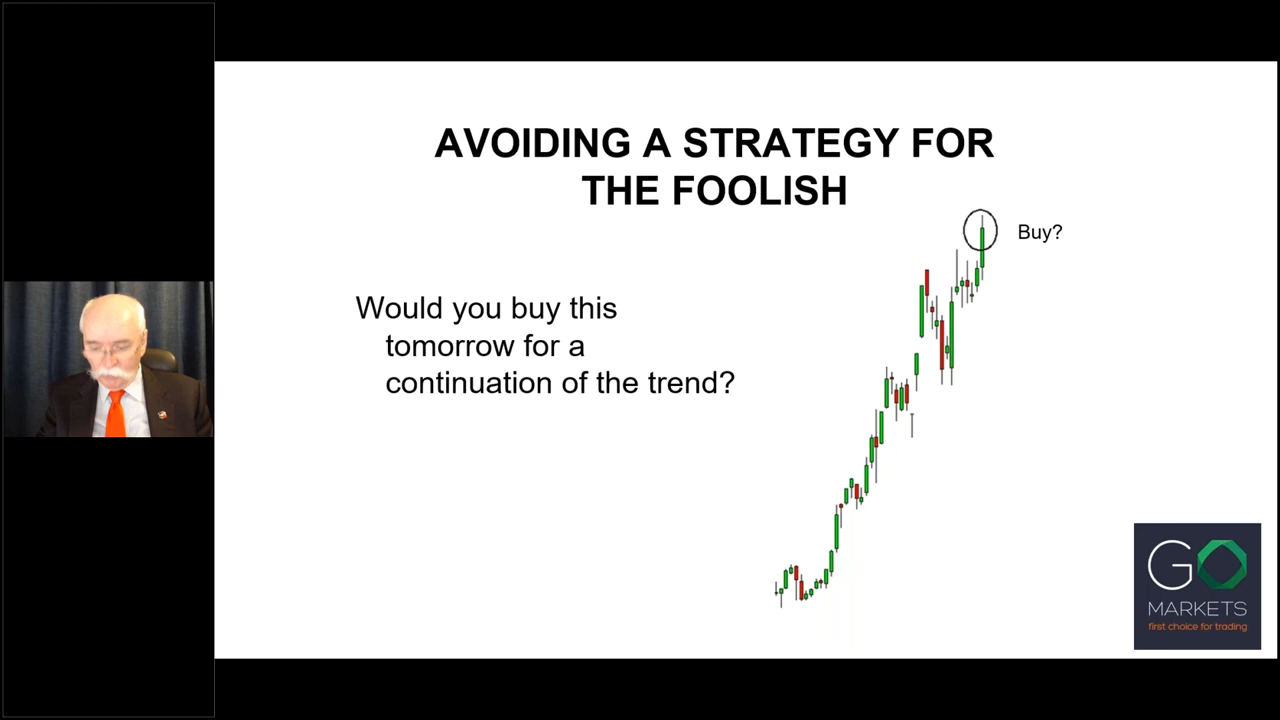 AVOIDING A STRATEGY FOR
THE FOOLISH
Buy?
Would you buy this
tomorrow for a
continuation of the trend?
GO
MARKETS
first choice for trading